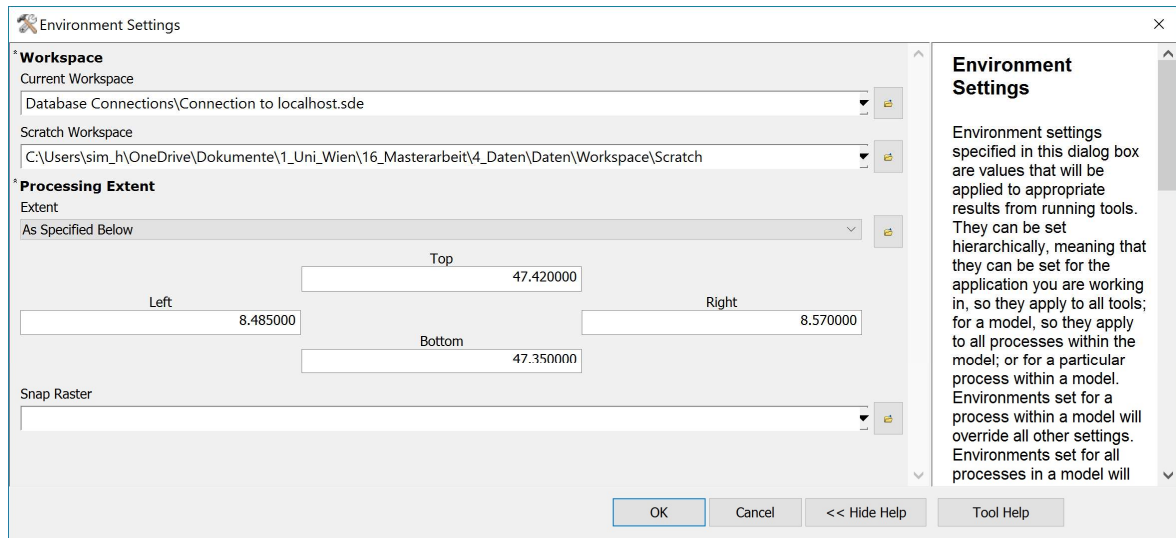 Environment Settings
*Workspace
Current Workspace
Database Connections\Connection to localhost.sde
Scratch Workspace
C:\Users\sim_h\OneDrive\Dokumente\1_Uni_Wien\16_Masterarbeit\4_Daten\Daten\Workspace\Scratch
*Processing Extent
Extent
As Specified Below
Top
47.420000
Left
Right
8.485000
8.570000
Bottom
47.350000
Snap Raster
Environment
Settings
Environment settings
specified in this dialog box
are values that will be
applied to appropriate
results from running tools.
They can be set
hierarchically, meaning that
they can be set for the
application you are working
in, so they apply to all tools;
for a model, so they apply
to all processes within the
model; or for a particular
process within a model.
Environments set for a
process within a model will
override all other settings.
Environments set for all
processes in a model will
OK
Cancel
<< Hide Help
Tool Help